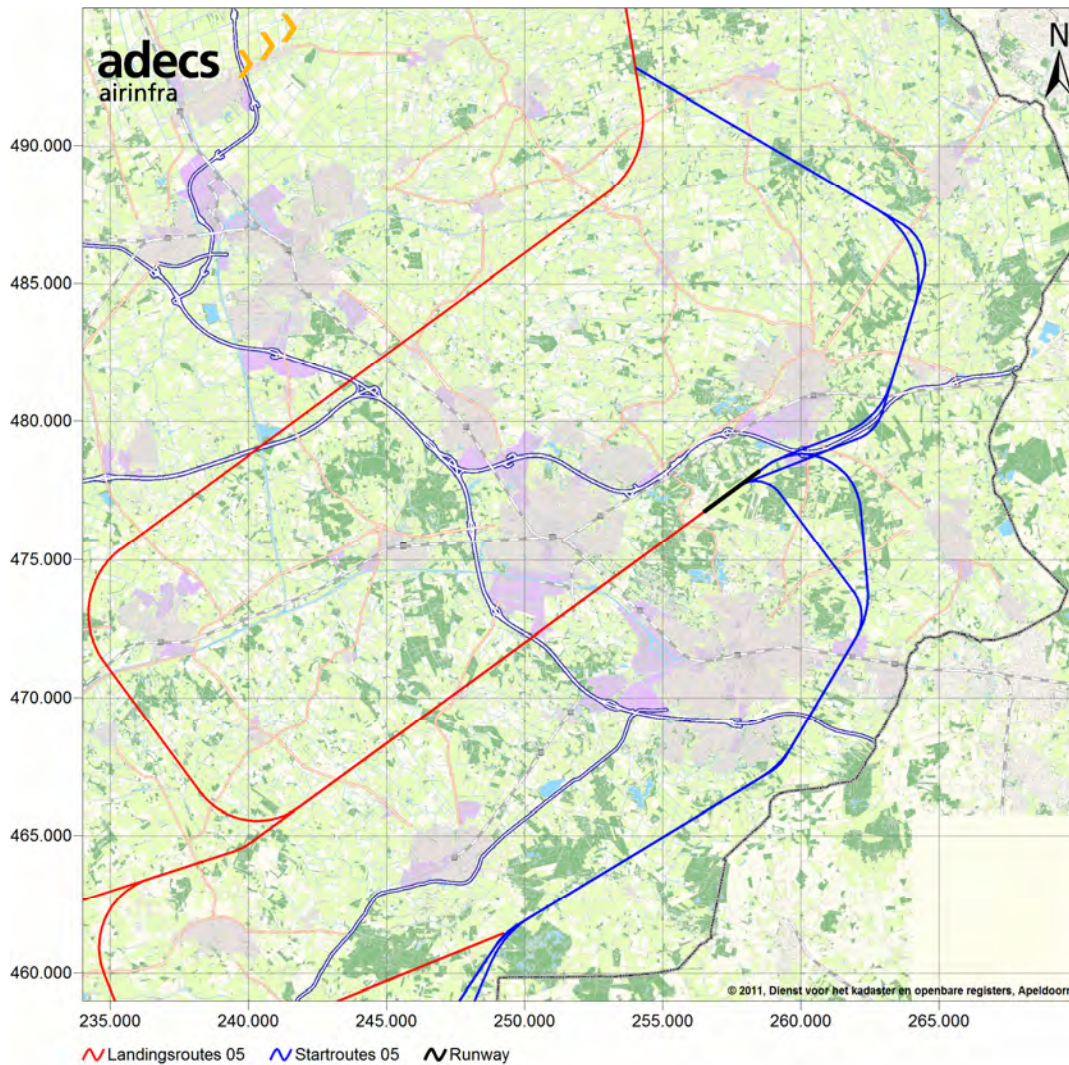 adecs
airinfra
N
490.000
485.000
480.000
475.000
470.000
465.000
460.000
© 2011, Dienst voor het kadaster en openbare registers, Apeldoorn
235.000 240.000 245.000 250.000 255.000 260.000 265.000
Landingsroutes 05 Startroutes 05 Runway